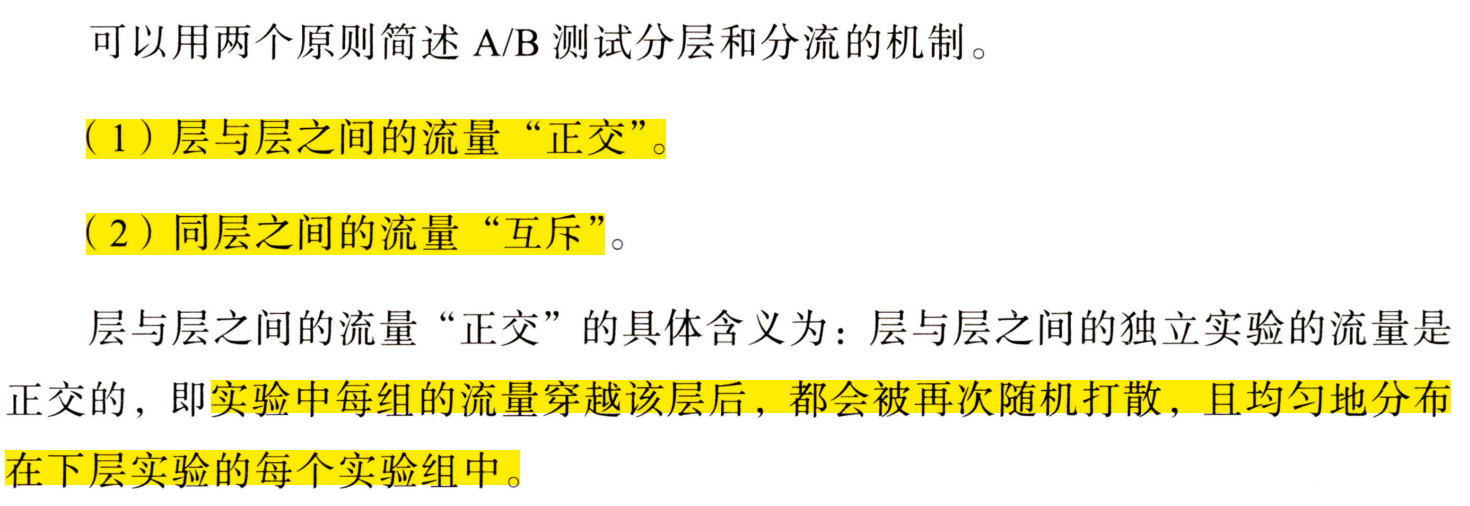 可以用两个原则简述 A/B 测试分层和分流的机制。
（1）层与层之间的流量“正交”。
（2）同层之间的流量“互斥”。
层与层之间的流量“正交”的具体含义为：层与层之间的独立实验的流量是
正交的，即实验中每组的流量穿越该层后，都会被再次随机打散，且均匀地分布
在下层实验的每个实验组中。